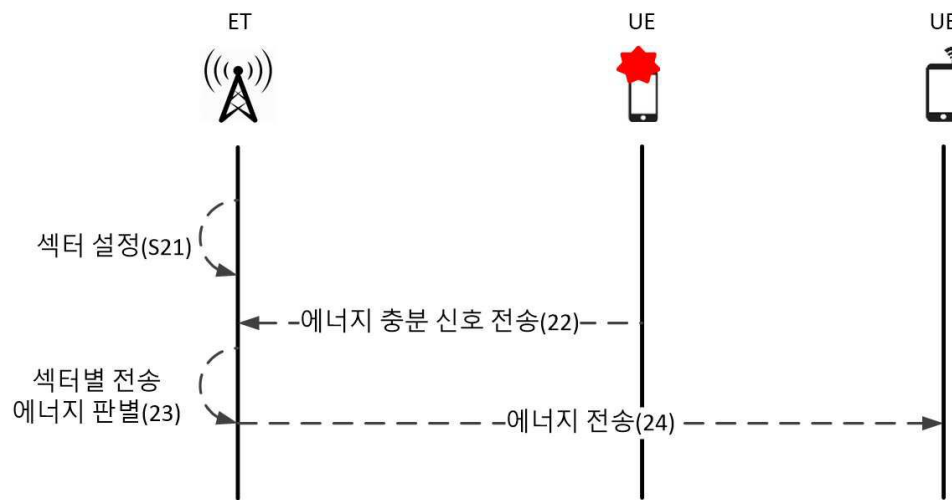 ET
UE
UE
섹터 설정(S21)
에너지 충분 신호 전송(22)
섹터별 전송
에너지 판별(23)
에너지 전송(24)